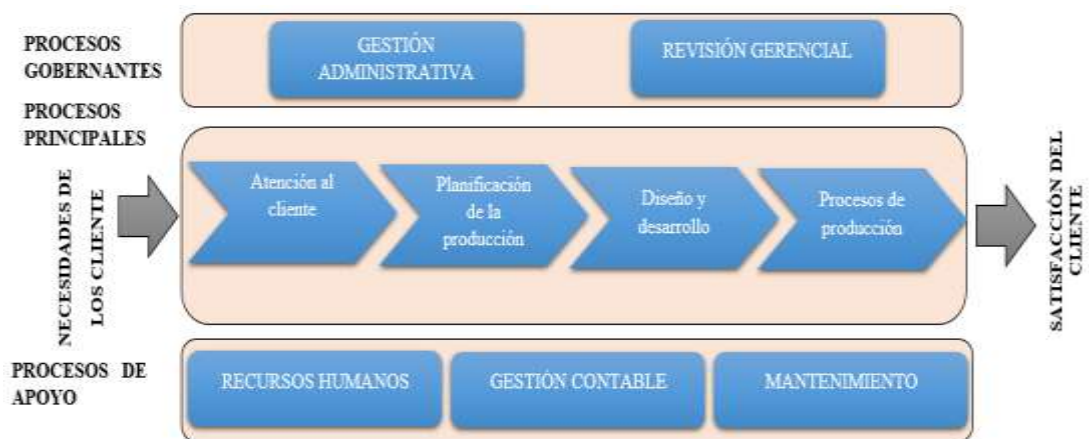 PROCESOS
GOBERNANTES
GESTIÓN
ADMINISTRATIVA
REVISIÓN GERENCIAL
PROCESOS
PRINCIPALES
NECESIDADES DE
LOS CLIENTE
Atención al
cliente
Planificación
de la
producción
Diseño y
desarrollo
Procesos de
producción
SATISFACCIÓN DEL
CLIENTE
PROCESOS DE
APOYO
RECURSOS HUMANOS
GESTIÓN CONTABLE
MANTENIMIENTO